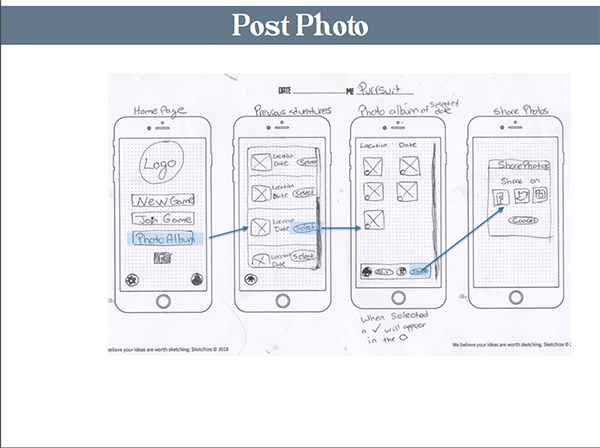 Post Photo
DATE ME Purrsuit
Home Page
Previous adventures
Photo album of Selected date
Share Photos
Logo
New Game
Join Game
Photo Album
Location
Date Select
Location
Date Select
Location
Date Select
Location
Date Select
Location Date
Share Photos
Share on
Cancel
When Selected
a ✓ will appear
in the O
believe your ideas are worth sketching. Sketchize © 2018
We believe your ideas are worth sketching. Sketchize © 2